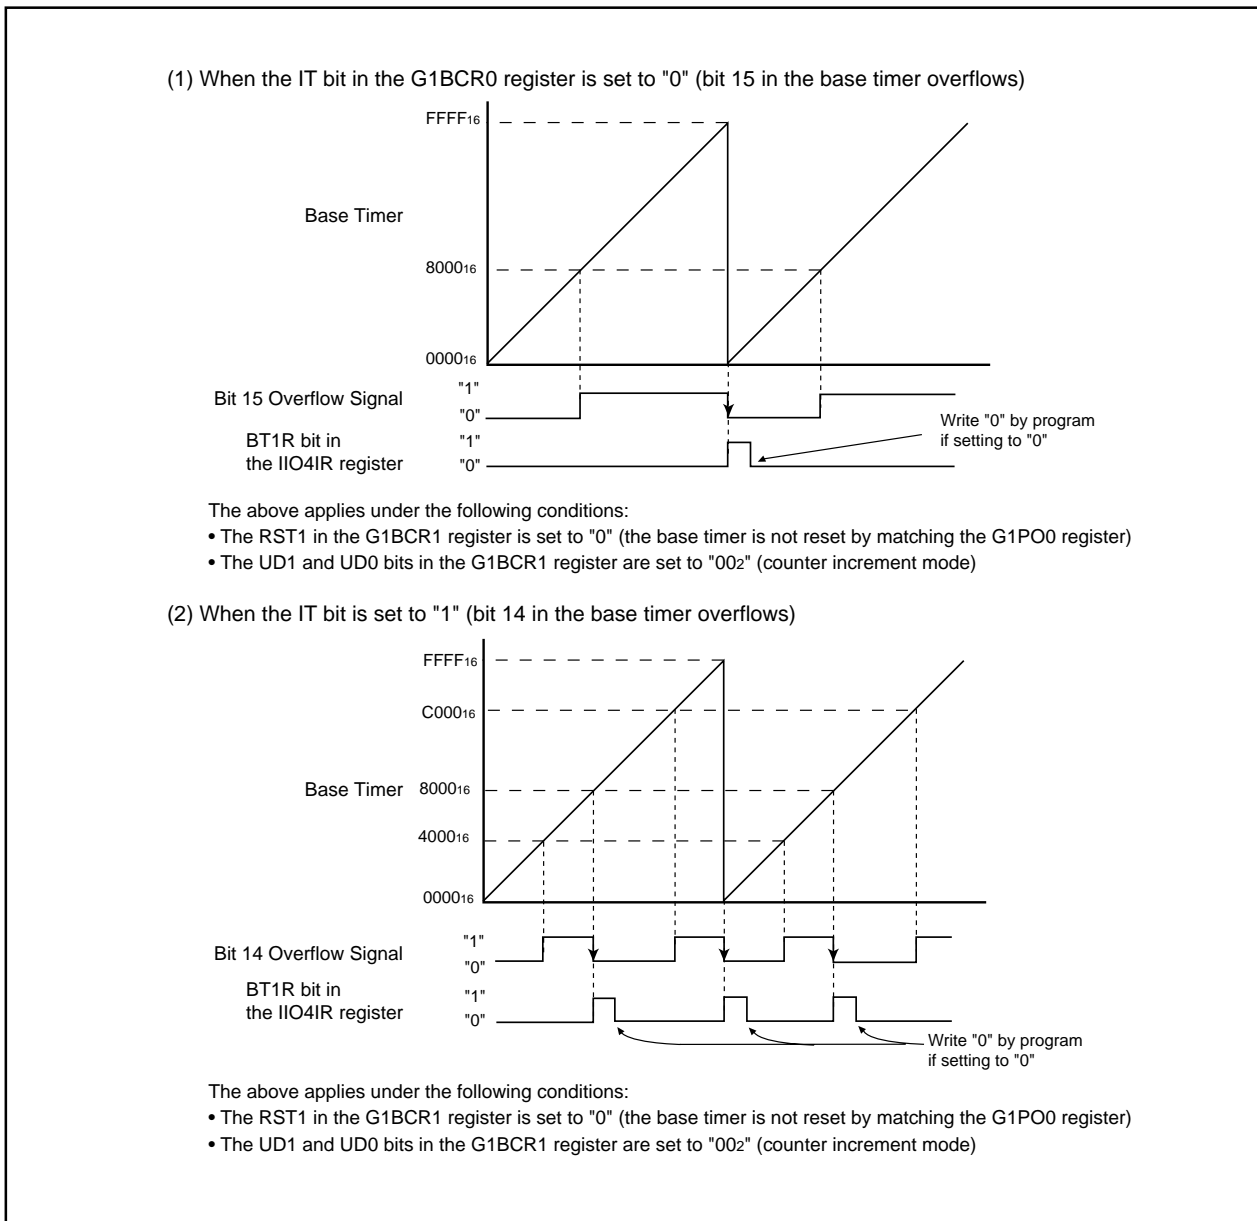 (1) When the IT bit in the G1BCR0 register is set to "0" (bit 15 in the base timer overflows)
FFFF16
Base Timer
800016
000016
Bit 15 Overflow Signal
"1"
"0"
Write "0" by program
if setting to "0"
BT1R bit in
the IIO4IR register
"1"
"0"
The above applies under the following conditions:
• The RST1 in the G1BCR1 register is set to "0" (the base timer is not reset by matching the G1PO0 register)
• The UD1 and UD0 bits in the G1BCR1 register are set to "002" (counter increment mode)
(2) When the IT bit is set to "1" (bit 14 in the base timer overflows)
FFFF16
C00016
Base Timer
800016
400016
000016
Bit 14 Overflow Signal
"1"
"0"
BT1R bit in
the IIO4IR register
"1"
"0"
Write "0" by program
if setting to "0"
The above applies under the following conditions:
• The RST1 in the G1BCR1 register is set to "0" (the base timer is not reset by matching the G1PO0 register)
• The UD1 and UD0 bits in the G1BCR1 register are set to "002" (counter increment mode)